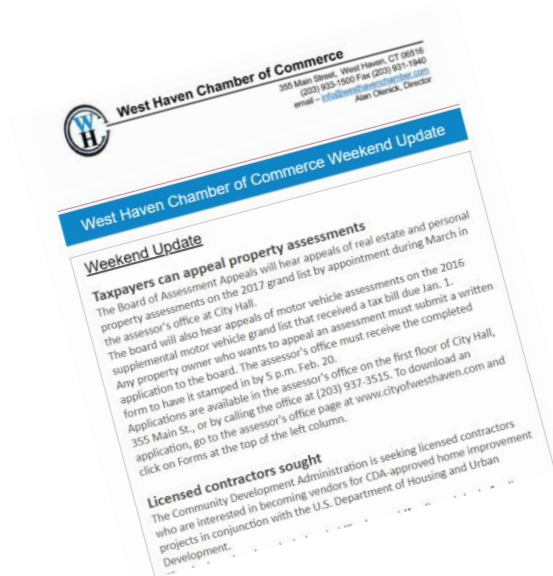 WH
West Haven Chamber of Commerce
355 Main Street, West Haven, CT 06516
(203) 933-1500 Fax (203) 931-1940
email – info@westhavenchamber.com
Alan Olenick, Director
West Haven Chamber of Commerce Weekend Update
Weekend Update
Taxpayers can appeal property assessments
The Board of Assessment Appeals will hear appeals of real estate and personal
property assessments on the 2017 grand list by appointment during March in
the assessor's office at City Hall.
The board will also hear appeals of motor vehicle assessments on the 2016
supplemental motor vehicle grand list that received a tax bill due Jan. 1.
Any property owner who wants to appeal an assessment must submit a written
application to the board. The assessor's office must receive the completed
form to have it stamped in by 5 p.m. Feb. 20.
Applications are available in the assessor's office on the first floor of City Hall,
355 Main St., or by calling the office at (203) 937-3515. To download an
application, go to the assessor's office page at www.cityofwesthaven.com and
click on Forms at the top of the left column.
Licensed contractors sought
The Community Development Administration is seeking licensed contractors
who are interested in becoming vendors for CDA-approved home improvement
projects in conjunction with the U.S. Department of Housing and Urban
Development.